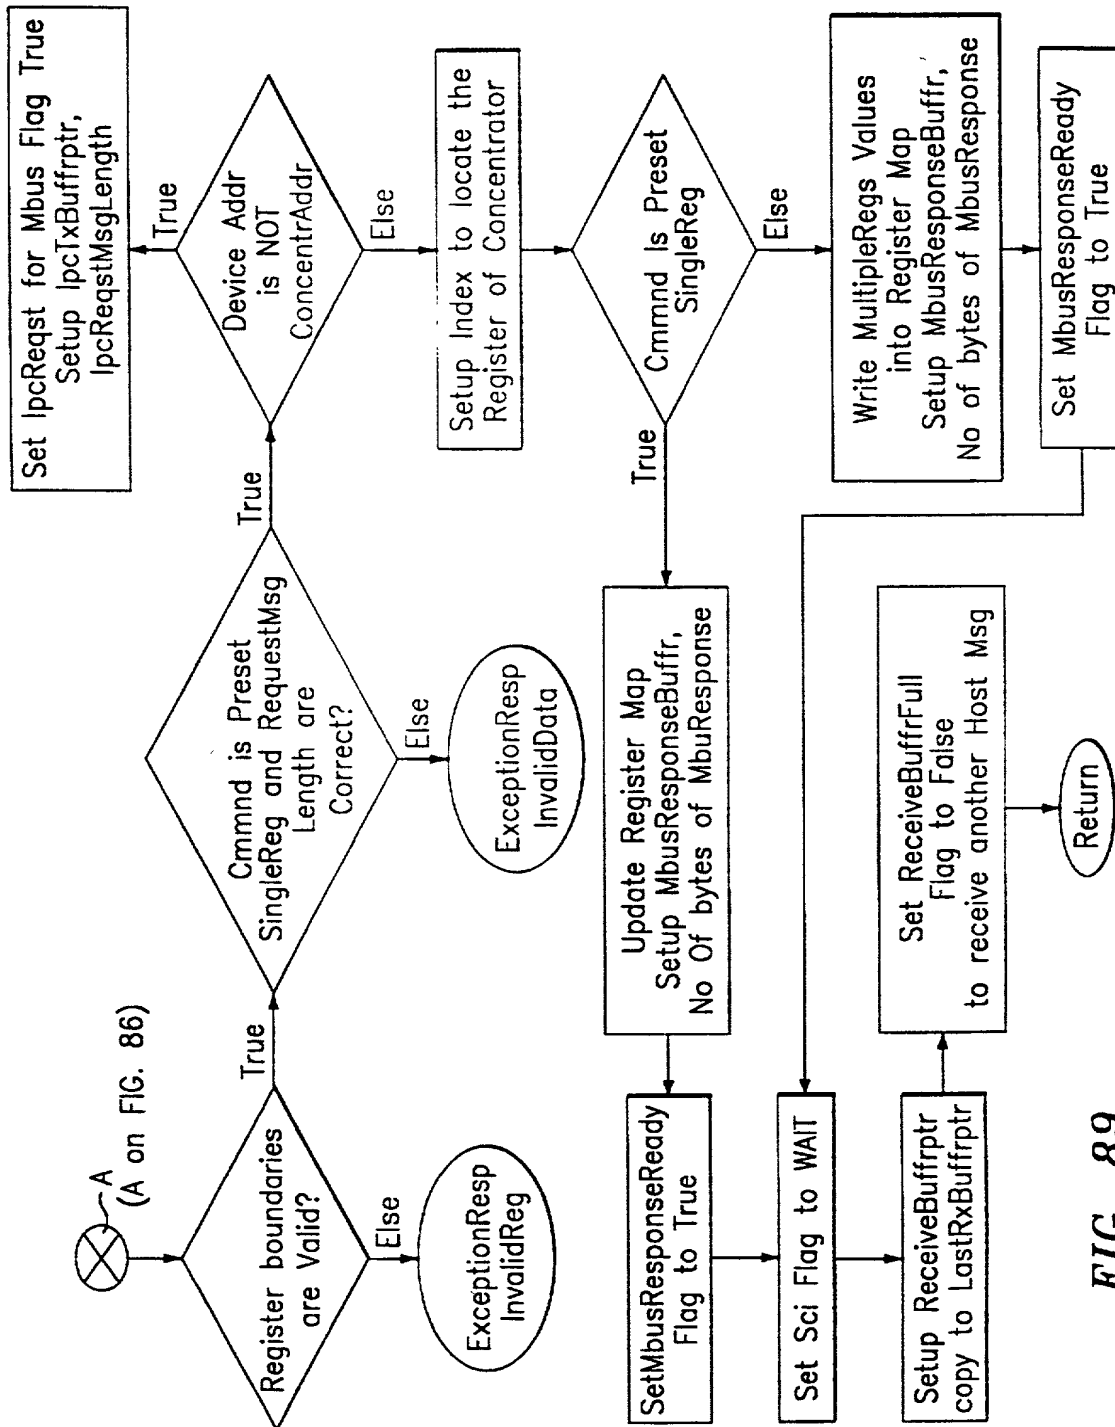 A
(A on FIG. 86)
Register boundaries
are Valid?
True
Else
ExceptionResp
InvalidReg
Cmmnd is Preset
SingleReg and RequestMsg
Length are
Correct?
True
Else
ExceptionResp
InvalidData
Device Addr
is NOT
ConcentrAddr
True
Else
Set IpcReqst for Mbus Flag True
Setup IpcTxBuffrptr,
IpcReqstMsgLength
Setup Index to locate the
Register of Concentrator
Cmmnd Is Preset
SingleReg
True
Else
Update Register Map
Setup MbusResponseBuffr,
No Of bytes of MbuResponse
Write MultipleRegs Values
into Register Map
Setup MbusResponseBuffr,
No of bytes of MbusResponse
SetMbusResponseReady
Flag to True
Set MbusResponseReady
Flag to True
Set Sci Flag to WAIT
Setup ReceiveBuffrptr
copy to LastRxBuffrptr
Set ReceiveBuffrFull
Flag to False
to receive another Host Msg
Return
FIG. 89